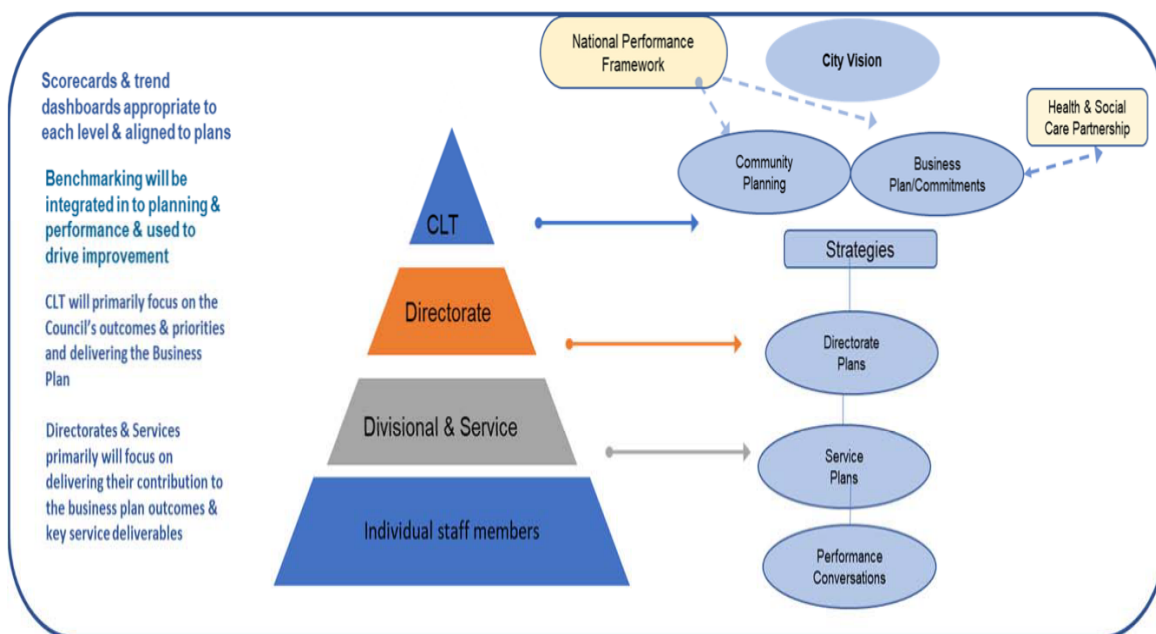 Scorecards & trend
dashboards appropriate to
each level & aligned to plans
Benchmarking will be
integrated in to planning &
performance & used to
drive improvement
CLT will primarily focus on the
Council's outcomes & priorities
and delivering the Business
Plan
Directorates & Services
primarily will focus on
delivering their contribution to
the business plan outcomes &
key service deliverables
CLT
Directorate
Divisional & Service
Individual staff members
National Performance
Framework
City Vision
Health & Social
Care Partnership
Community
Planning
Business
Plan/Commitments
Strategies
Directorate
Plans
Service
Plans
Performance
Conversations